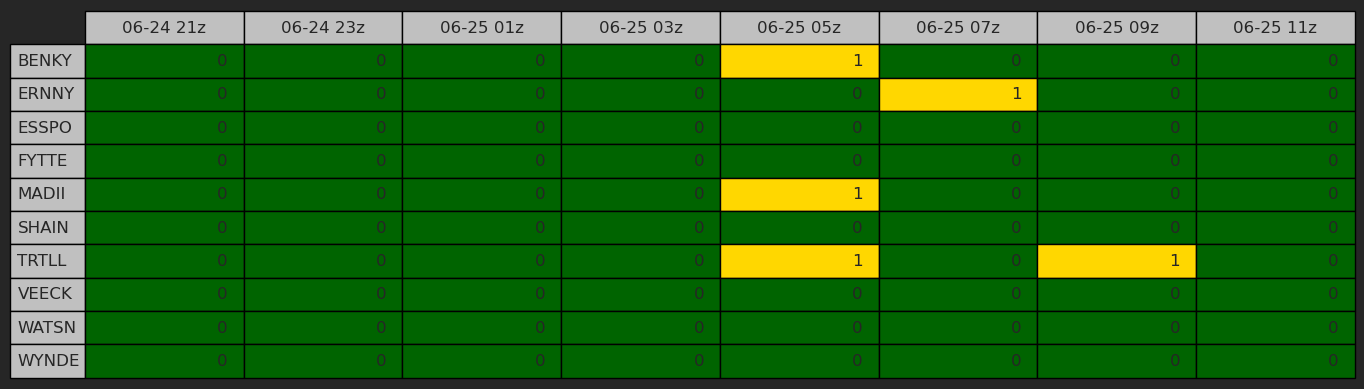 06-24 21z 06-24 23z 06-25 01z 06-25 03z 06-25 05z 06-25 07z 06-25 09z 06-25 11z
BENKY 0 0 0 0 1 0 0 0
ERNNY 0 0 0 0 0 1 0 0
ESSPO 0 0 0 0 0 0 0 0
FYTTE 0 0 0 0 0 0 0 0
MADII 0 0 0 0 1 0 0 0
SHAIN 0 0 0 0 0 0 0 0
TRTLL 0 0 0 0 1 0 1 0
VEECK 0 0 0 0 0 0 0 0
WATSN 0 0 0 0 0 0 0 0
WYNDE 0 0 0 0 0 0 0 0